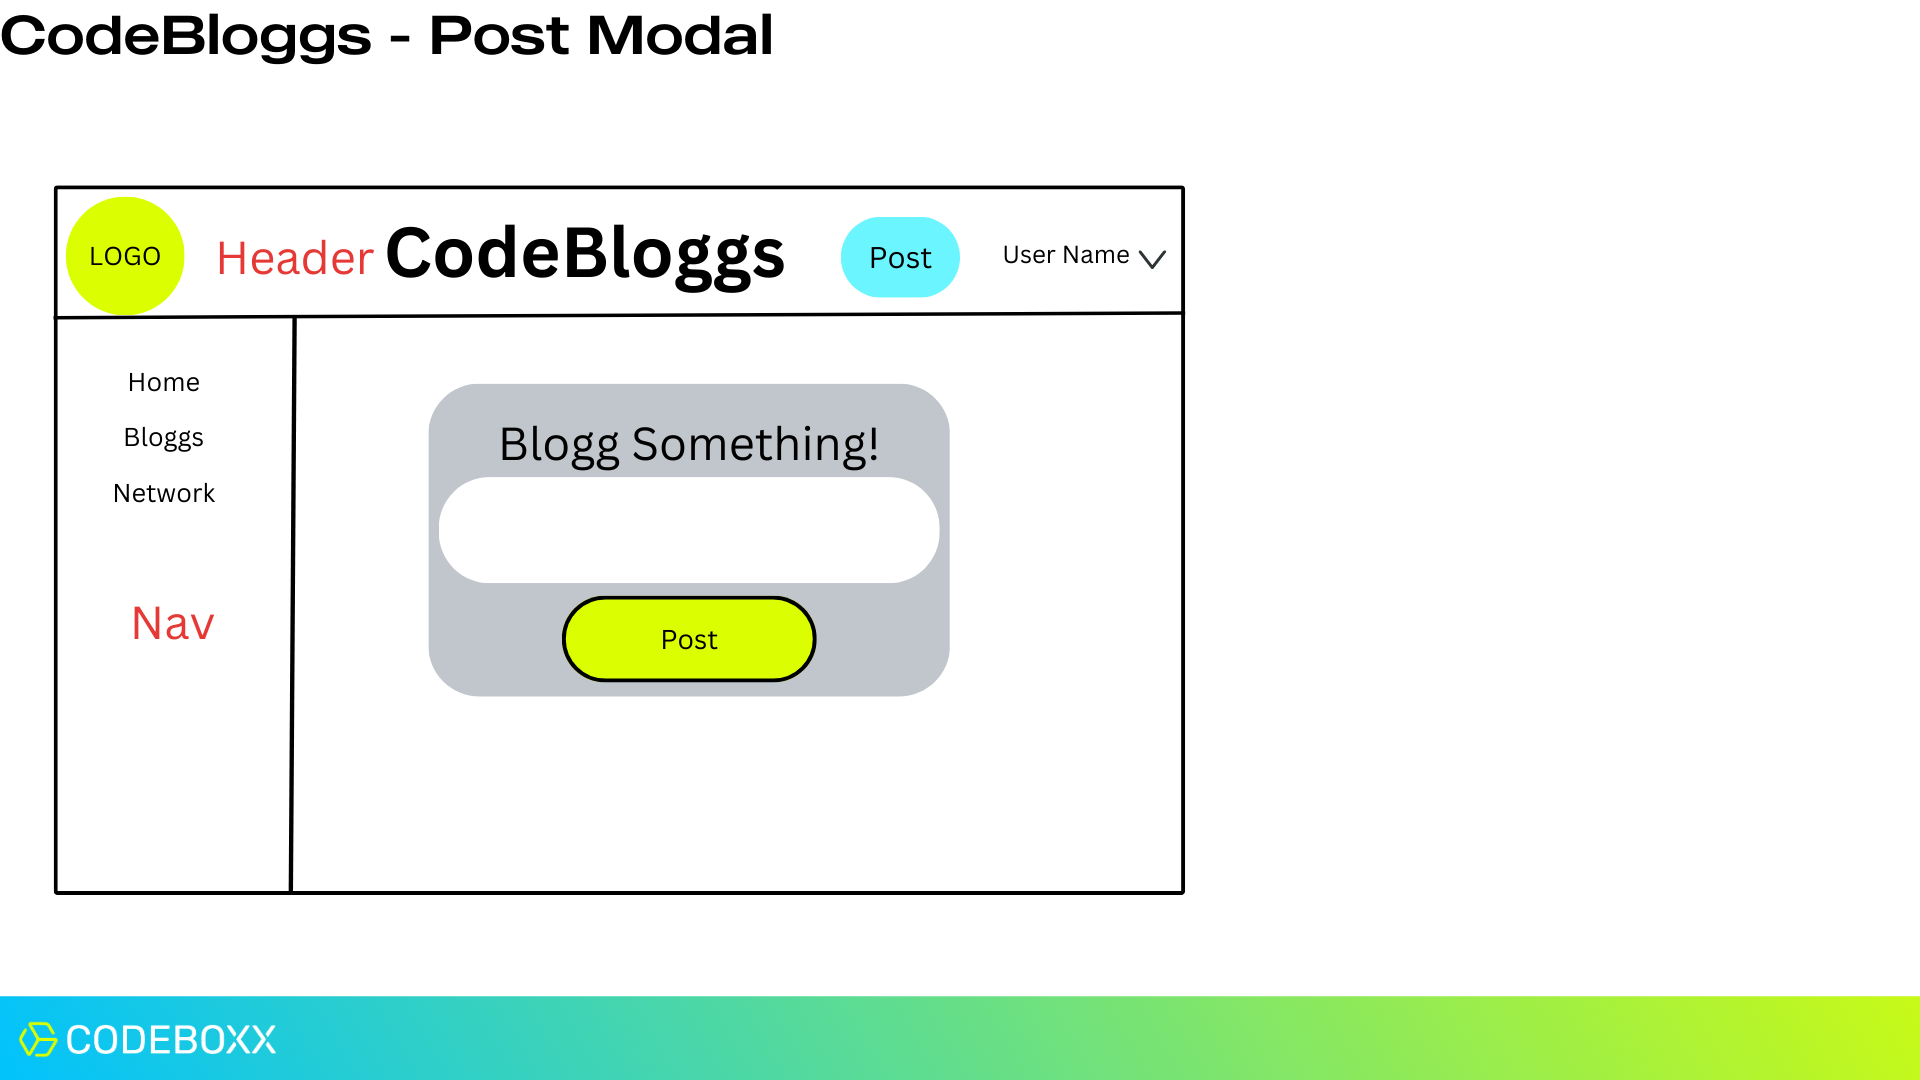 CodeBloggs - Post Modal
LOGO
Header
CodeBloggs
Post
User Name
Home
Bloggs
Network
Nav
Blogg Something!
Post
CODEBOXX